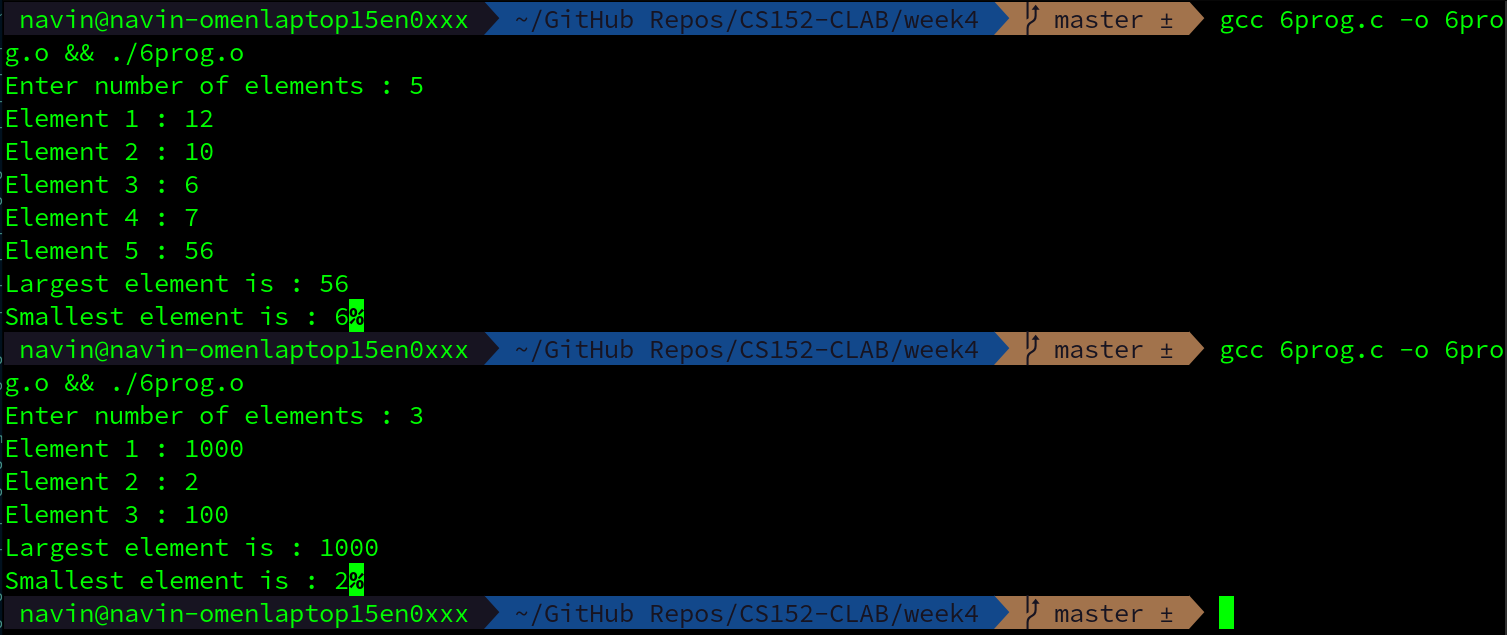 navin@navin-omenlaptop15en0xxx ~/GitHub Repos/CS152-CLAB/week4 master ± gcc 6prog.c -o 6pro
g.o && ./6prog.o
Enter number of elements : 5
Element 1 : 12
Element 2 : 10
Element 3 : 6
Element 4 : 7
Element 5 : 56
Largest element is : 56
Smallest element is : 6%
navin@navin-omenlaptop15en0xxx ~/GitHub Repos/CS152-CLAB/week4 master ± gcc 6prog.c -o 6pro
g.o && ./6prog.o
Enter number of elements : 3
Element 1 : 1000
Element 2 : 2
Element 3 : 100
Largest element is : 1000
Smallest element is : 2%
navin@navin-omenlaptop15en0xxx ~/GitHub Repos/CS152-CLAB/week4 master ±